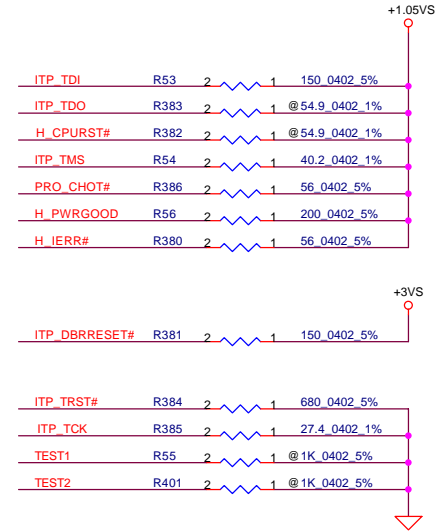 +1.05VS
ITP_TDI R53 2 1 150_0402_5%
ITP_TDO R383 2 1 @54.9_0402_1%
H_CPURST# R382 2 1 @54.9_0402_1%
ITP_TMS R54 2 1 40.2_0402_1%
PRO_CHOT# R386 2 1 56_0402_5%
H_PWRGOOD R56 2 1 200_0402_5%
H_IERR# R380 2 1 56_0402_5%
+3VS
ITP_DBRRESET# R381 2 1 150_0402_5%
ITP_TRST# R384 2 1 680_0402_5%
ITP_TCK R385 2 1 27.4_0402_1%
TEST1 R55 2 1 @1K_0402_5%
TEST2 R401 2 1 @1K_0402_5%